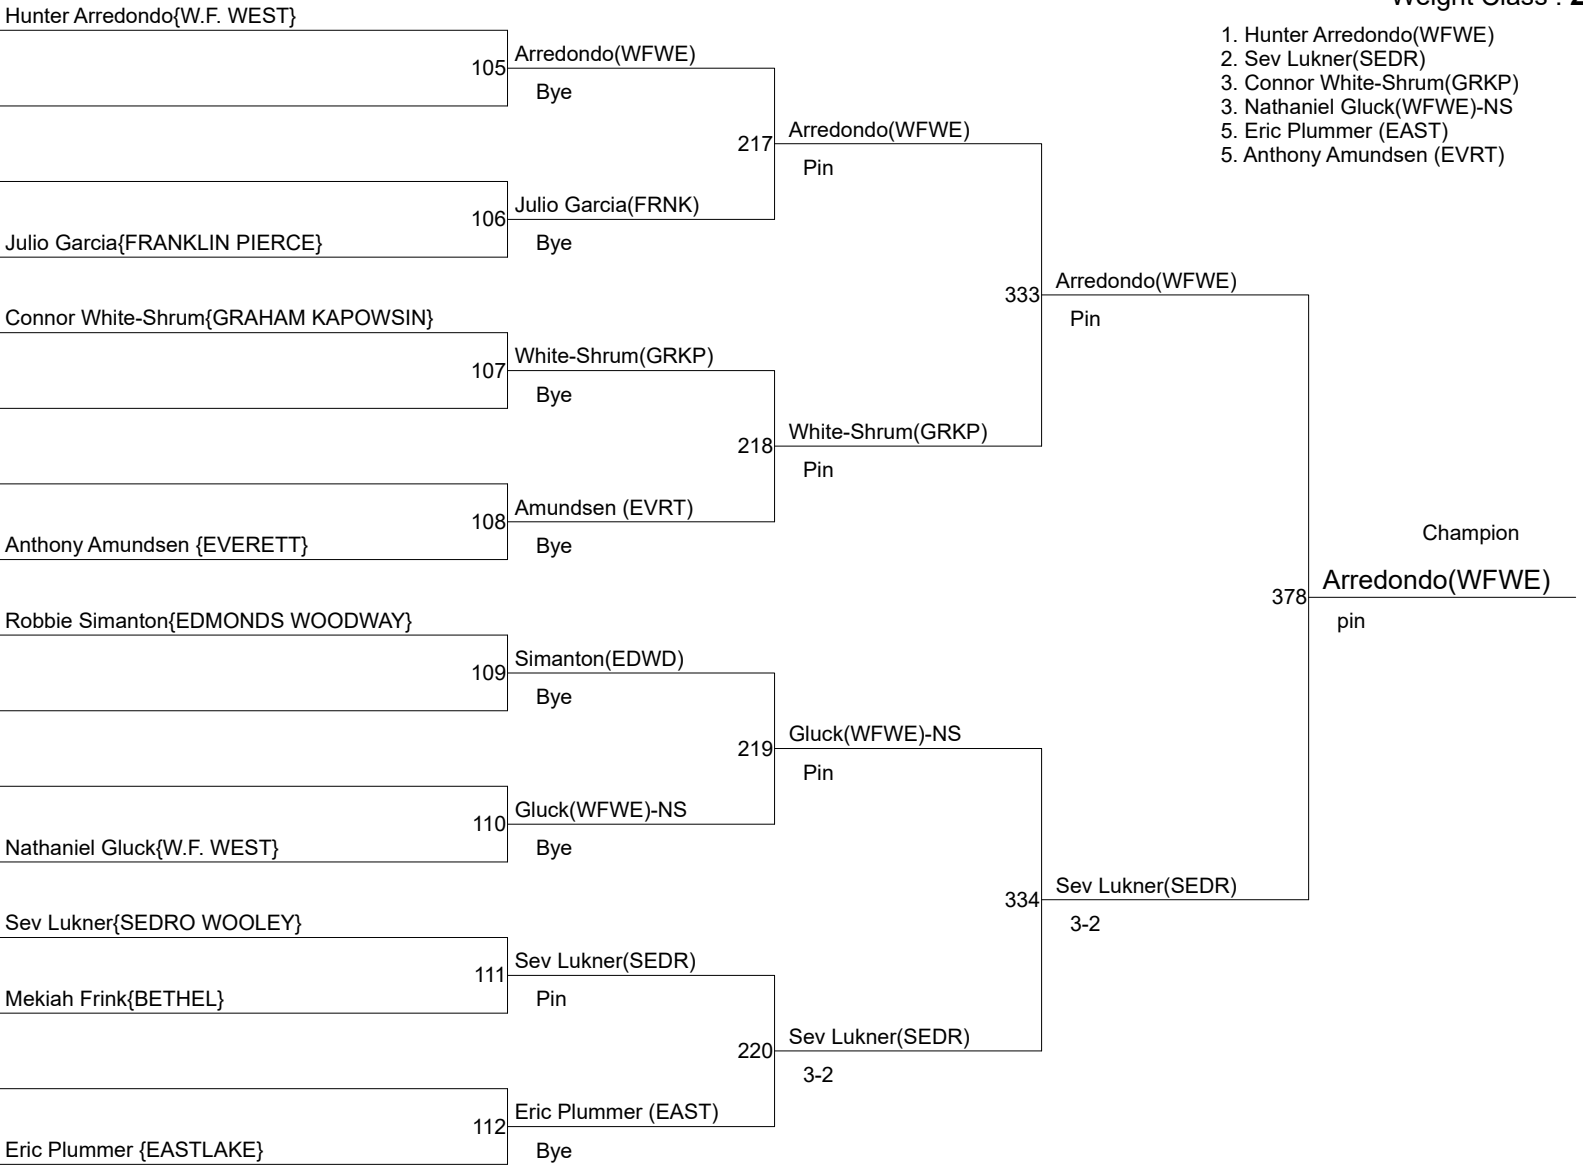 Weight Class :
Hunter Arredondo{W.F. WEST}
1. Hunter Arredondo(WFWE)
2. Sev Lukner(SEDR)
3. Connor White-Shrum(GRKP)
3. Nathaniel Gluck(WFWE)-NS
5. Eric Plummer (EAST)
5. Anthony Amundsen (EVRT)
105
Arredondo(WFWE)
Bye
217
Arredondo(WFWE)
Pin
106
Julio Garcia(FRNK)
Bye
Julio Garcia{FRANKLIN PIERCE}
333
Arredondo(WFWE)
Pin
Connor White-Shrum{GRAHAM KAPOWSIN}
107
White-Shrum(GRKP)
Bye
218
White-Shrum(GRKP)
Pin
108
Amundsen (EVRT)
Bye
Anthony Amundsen {EVERETT}
Champion
378
Arredondo(WFWE)
pin
Robbie Simanton{EDMONDS WOODWAY}
109
Simanton(EDWD)
Bye
219
Gluck(WFWE)-NS
Pin
110
Gluck(WFWE)-NS
Bye
Nathaniel Gluck{W.F. WEST}
334
Sev Lukner(SEDR)
3-2
Sev Lukner{SEDRO WOOLEY}
111
Sev Lukner(SEDR)
Pin
Mekiah Frink{BETHEL}
220
Sev Lukner(SEDR)
3-2
112
Eric Plummer (EAST)
Bye
Eric Plummer {EASTLAKE}